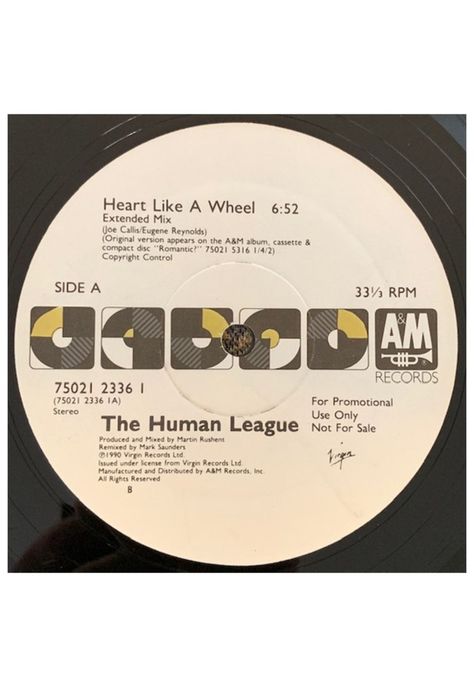 Heart Like A Wheel 6:52
Extended Mix
(Joe Callis/Eugene Reynolds)
(Original version appears on the A&M album, cassette &
compact disc "Romantic?" 75021 5316 1/4/2)
Copyright Control
SIDE A
33⅓ RPM
A&M
RECORDS
75021 2336 1
(75021 2336 1A)
Stereo
For Promotional
Use Only
Not For Sale
The Human League
Produced and Mixed by Martin Rushent
Remixed by Mark Saunders
℗1990 Virgin Records Ltd.
Issued under license from Virgin Records Ltd.
Manufactured and Distributed by A&M Records, Inc.
All Rights Reserved
B
Virgin